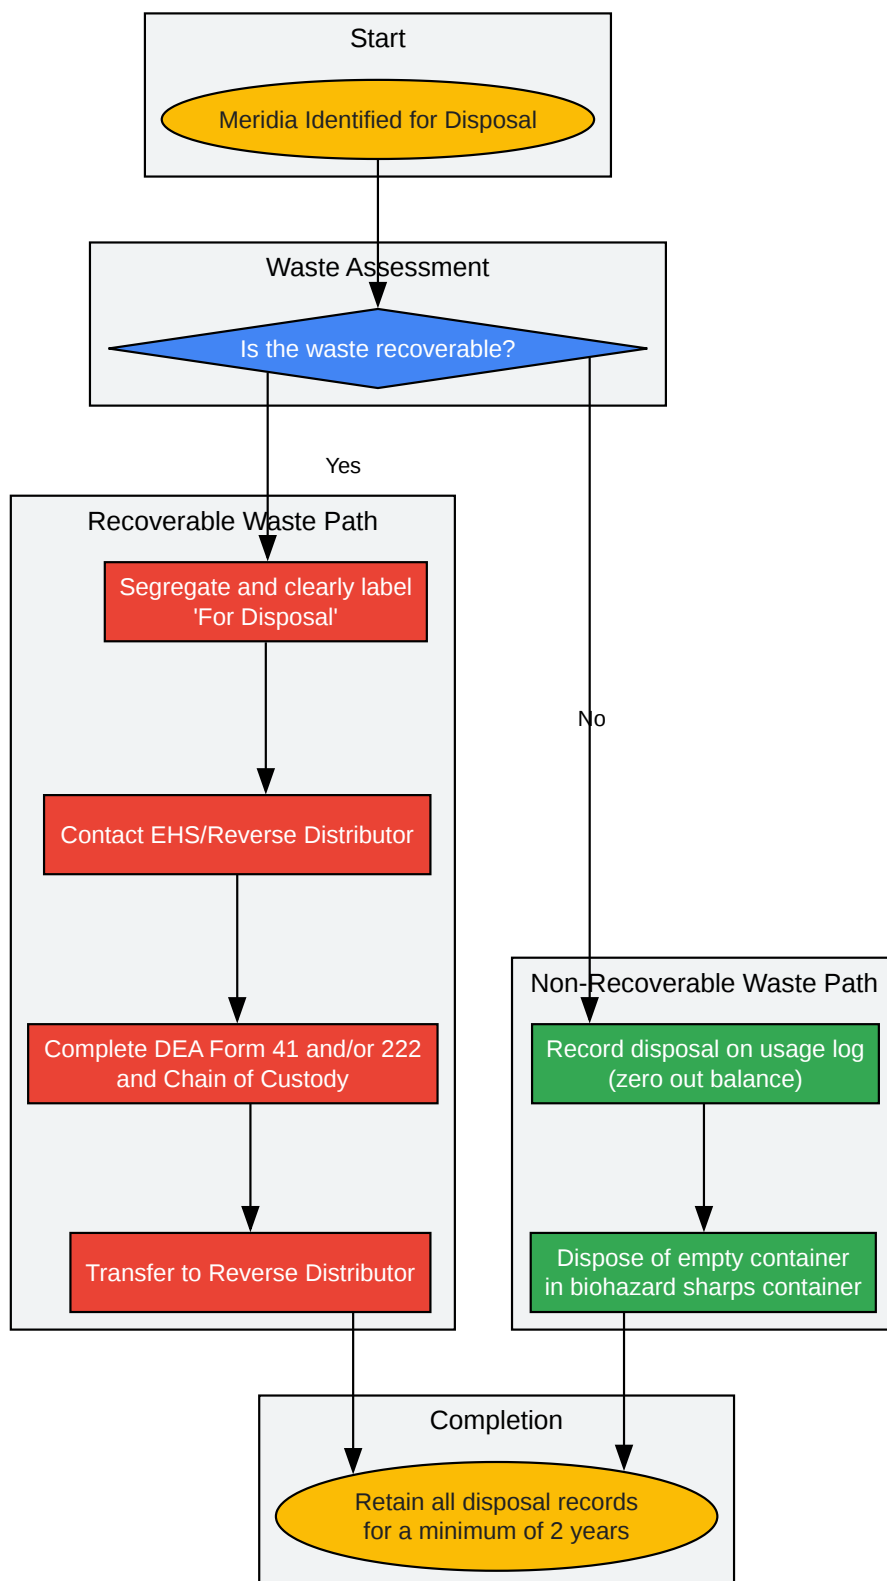 Start
Meridia Identified for Disposal
Waste Assessment
Is the waste recoverable?
Yes
Recoverable Waste Path
Segregate and clearly label
'For Disposal'
Contact EHS/Reverse Distributor
Complete DEA Form 41 and/or 222
and Chain of Custody
Transfer to Reverse Distributor
No
Non-Recoverable Waste Path
Record disposal on usage log
(zero out balance)
Dispose of empty container
in biohazard sharps container
Completion
Retain all disposal records
for a minimum of 2 years